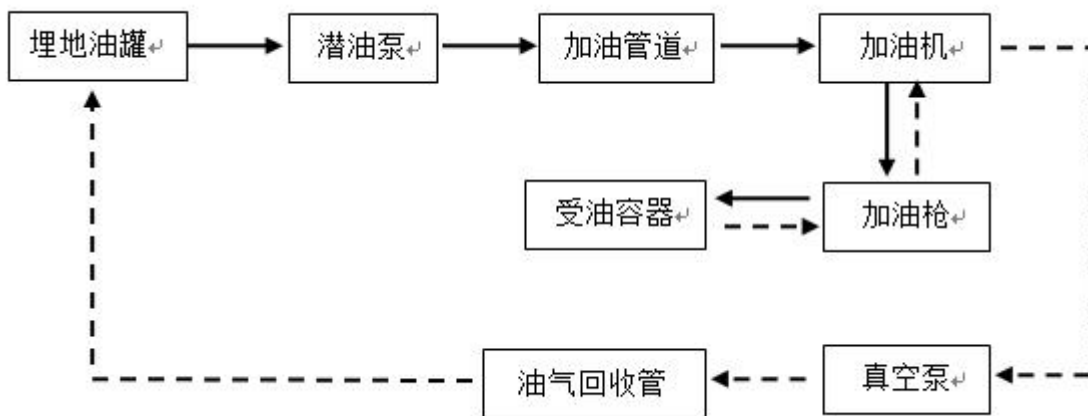 埋地油罐
潜油泵
加油管道
加油机
受油容器
加油枪
油气回收管
真空泵